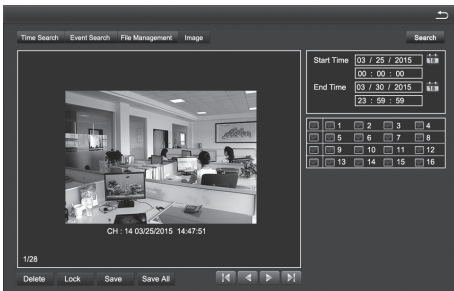 Time Search Event Search File Management Image Search
Start Time 03 / 25 / 2015 18
00 : 00 : 00
End Time 03 / 30 / 2015 18
23 : 59 : 59
1 2 3 4
5 6 7 8
9 10 11 12
13 14 15 16
CH : 14 03/25/2015 14:47:51
1/28
Delete Lock Save Save All